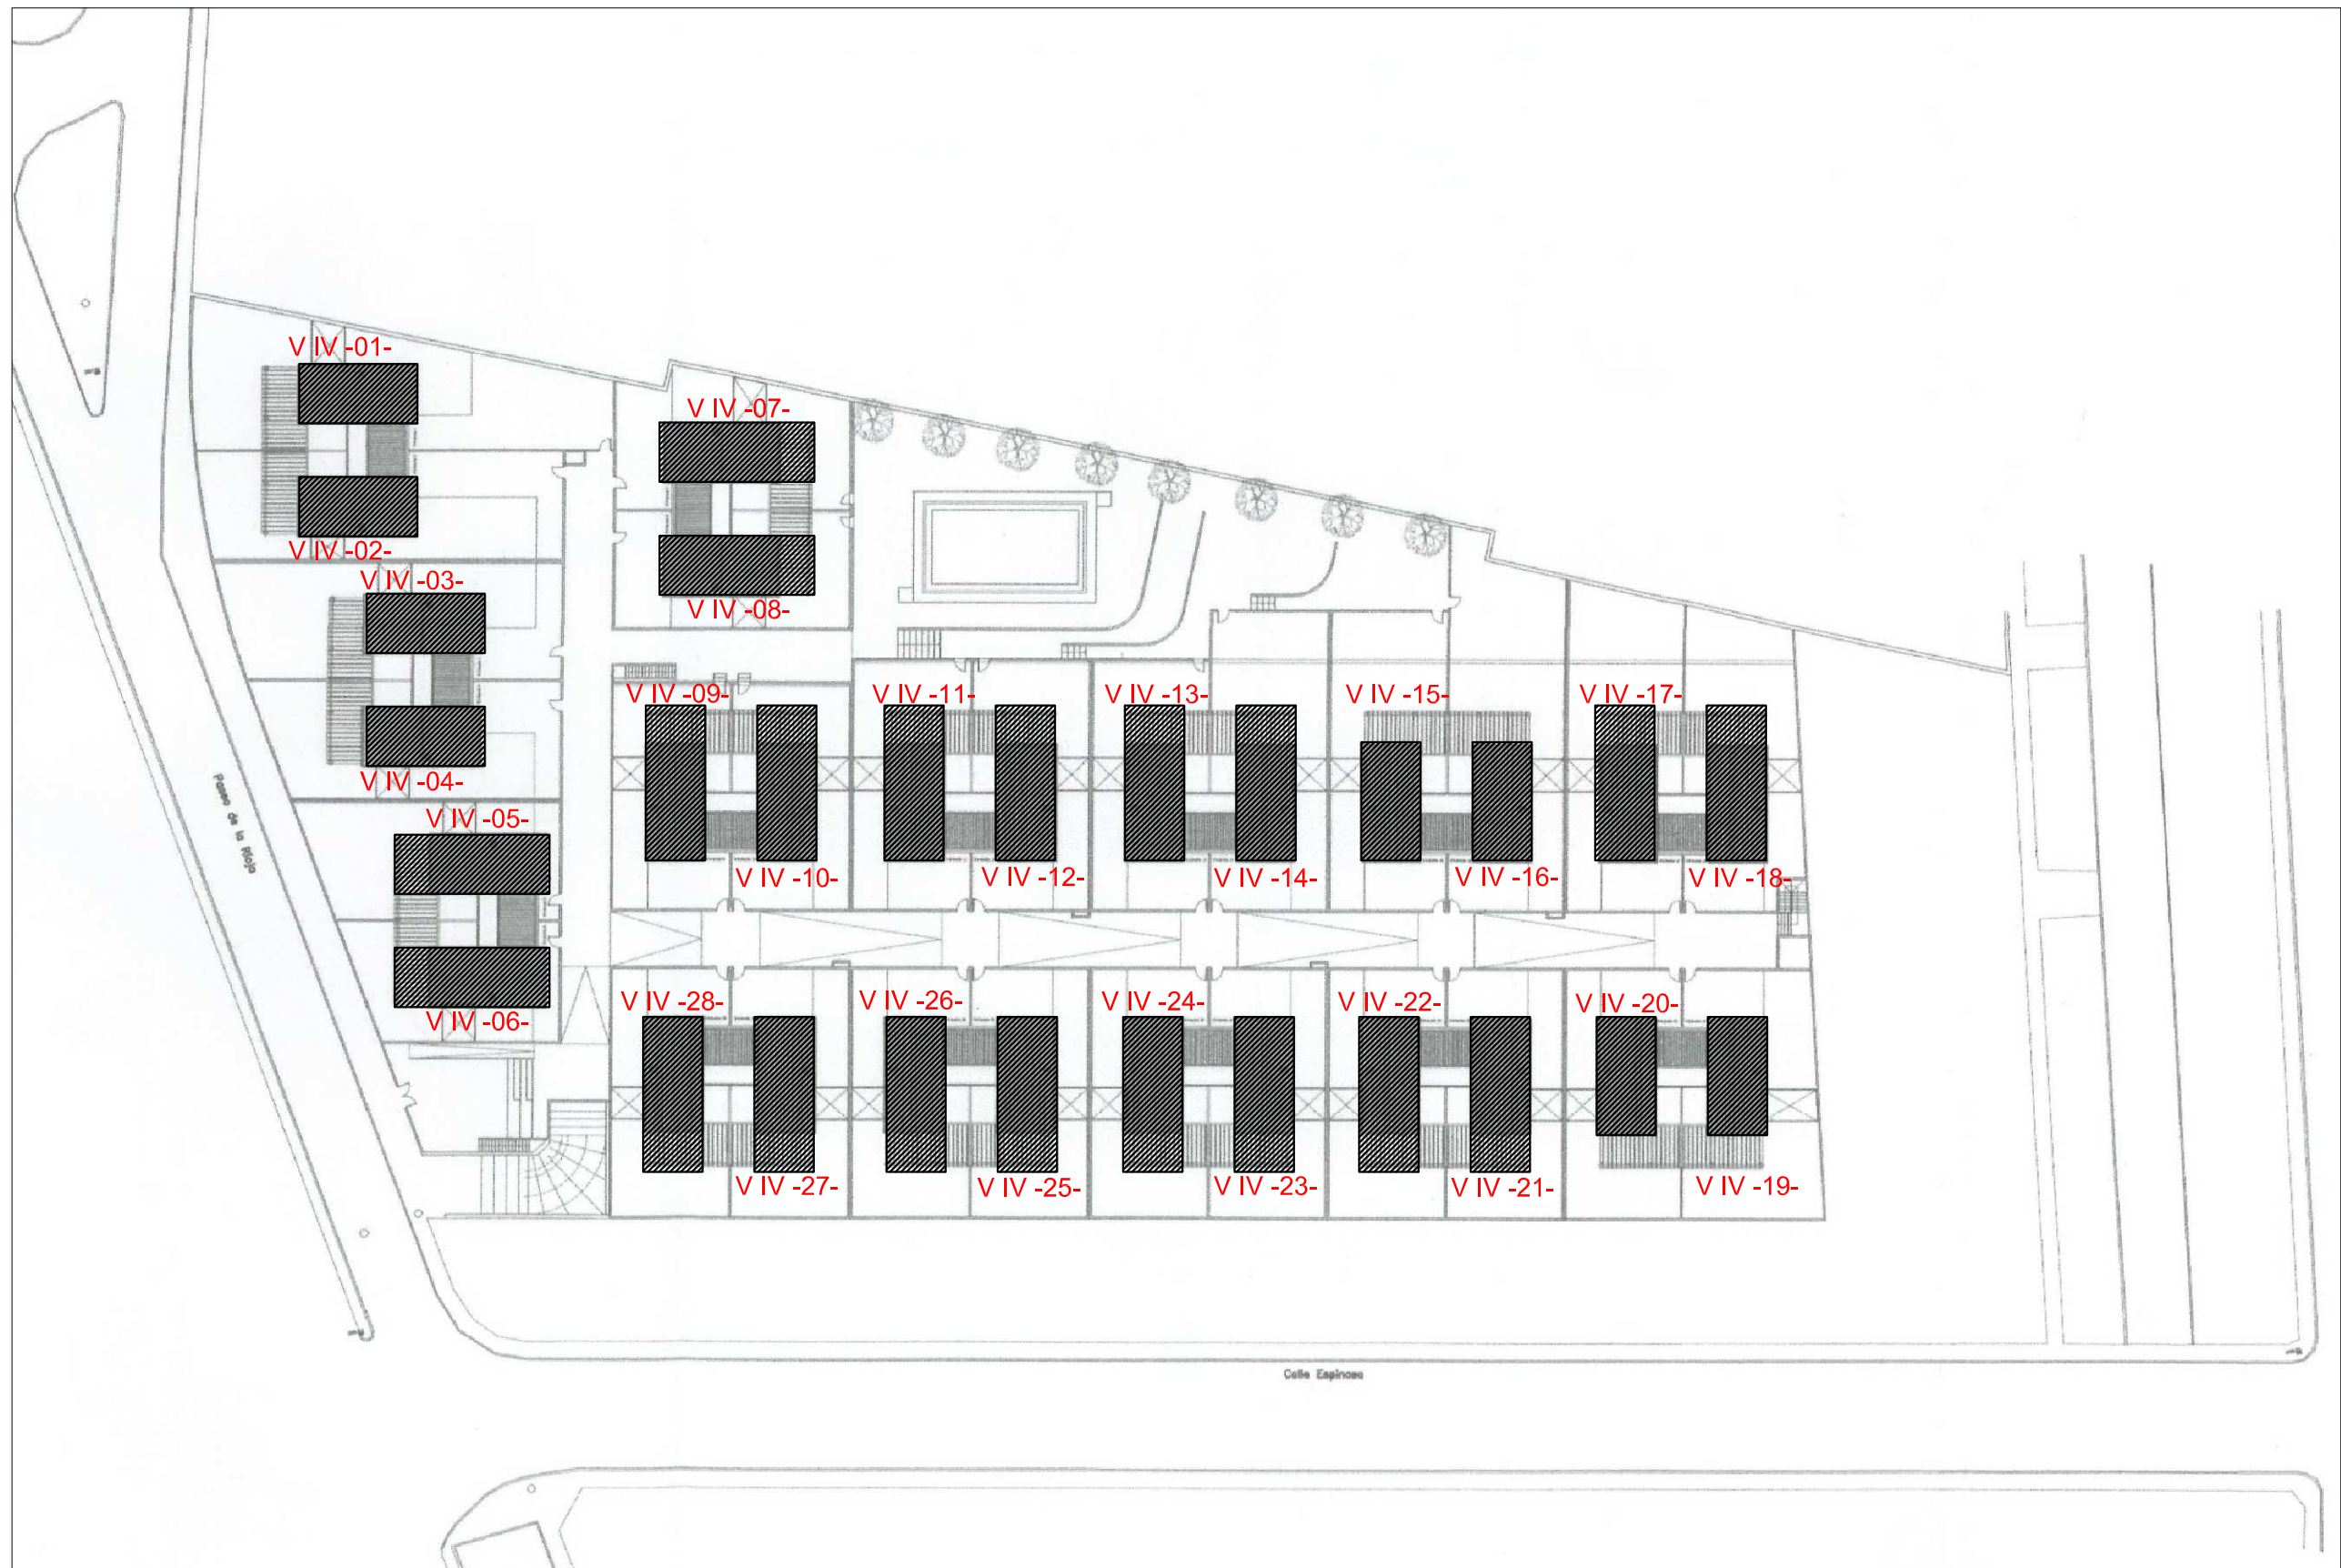 V IV -01-
V IV -07-
V IV -02-
V IV -03-
V IV -08-
V IV -09-
V IV -11-
V IV -13-
V IV -15-
V IV -17-
V IV -04-
Paseo de la Rioja
V IV -05-
V IV -10-
V IV -12-
V IV -14-
V IV -16-
V IV -18-
V IV -06-
V IV -28-
V IV -26-
V IV -24-
V IV -22-
V IV -20-
V IV -27-
V IV -25-
V IV -23-
V IV -21-
V IV -19-
Calle Espinosa